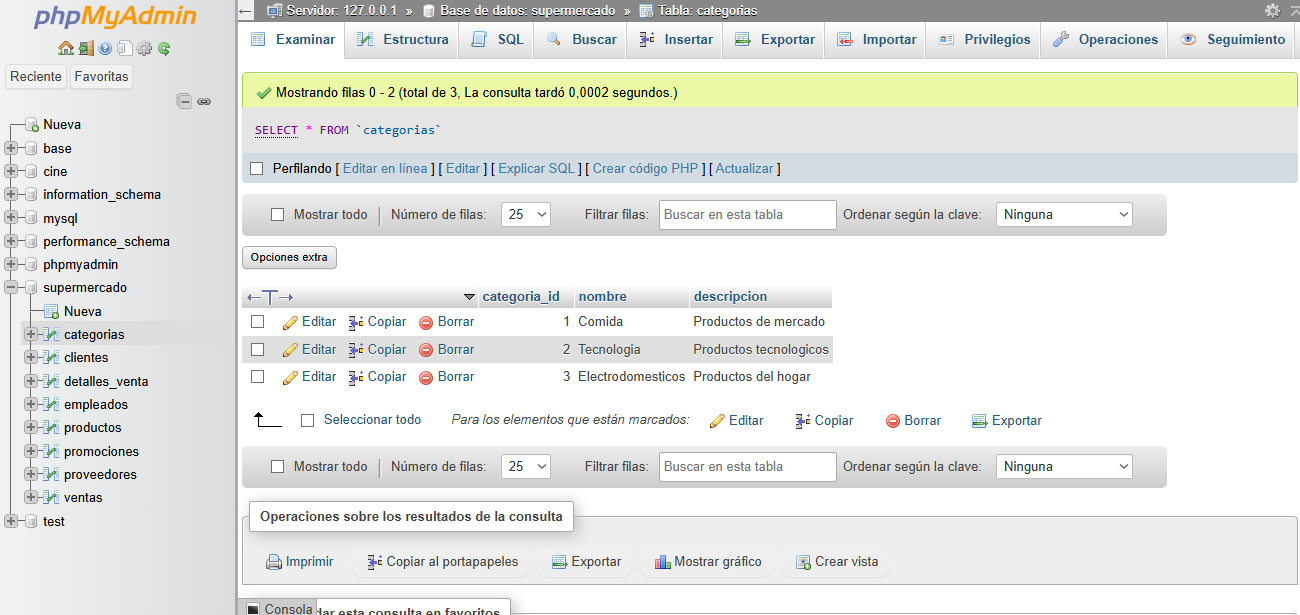 phpMyAdmin
Reciente Favoritas
Nueva
base
cine
information_schema
mysql
performance_schema
phpmyadmin
supermercado
Nueva
categorias
clientes
detalles_venta
empleados
productos
promociones
proveedores
ventas
test
Servidor: 127.0.0.1 » Base de datos: supermercado » Tabla: categorias
Examinar Estructura SQL Buscar Insertar Exportar Importar Privilegios Operaciones Seguimiento
Mostrando filas 0 - 2 (total de 3, La consulta tardó 0,0002 segundos.)
SELECT * FROM `categorias`
Perfilando [ Editar en línea ] [ Editar ] [ Explicar SQL ] [ Crear código PHP ] [ Actualizar ]
Mostrar todo | Número de filas: 25 Filtrar filas: Buscar en esta tabla Ordenar según la clave: Ninguna
Opciones extra
categoria_id nombre descripcion
Editar Copiar Borrar 1 Comida Productos de mercado
Editar Copiar Borrar 2 Tecnologia Productos tecnologicos
Editar Copiar Borrar 3 Electrodomesticos Productos del hogar
Seleccionar todo Para los elementos que están marcados: Editar Copiar Borrar Exportar
Mostrar todo | Número de filas: 25 Filtrar filas: Buscar en esta tabla Ordenar según la clave: Ninguna
Operaciones sobre los resultados de la consulta
Imprimir Copiar al portapapeles Exportar Mostrar gráfico Crear vista
Consola dar esta consulta en favoritos